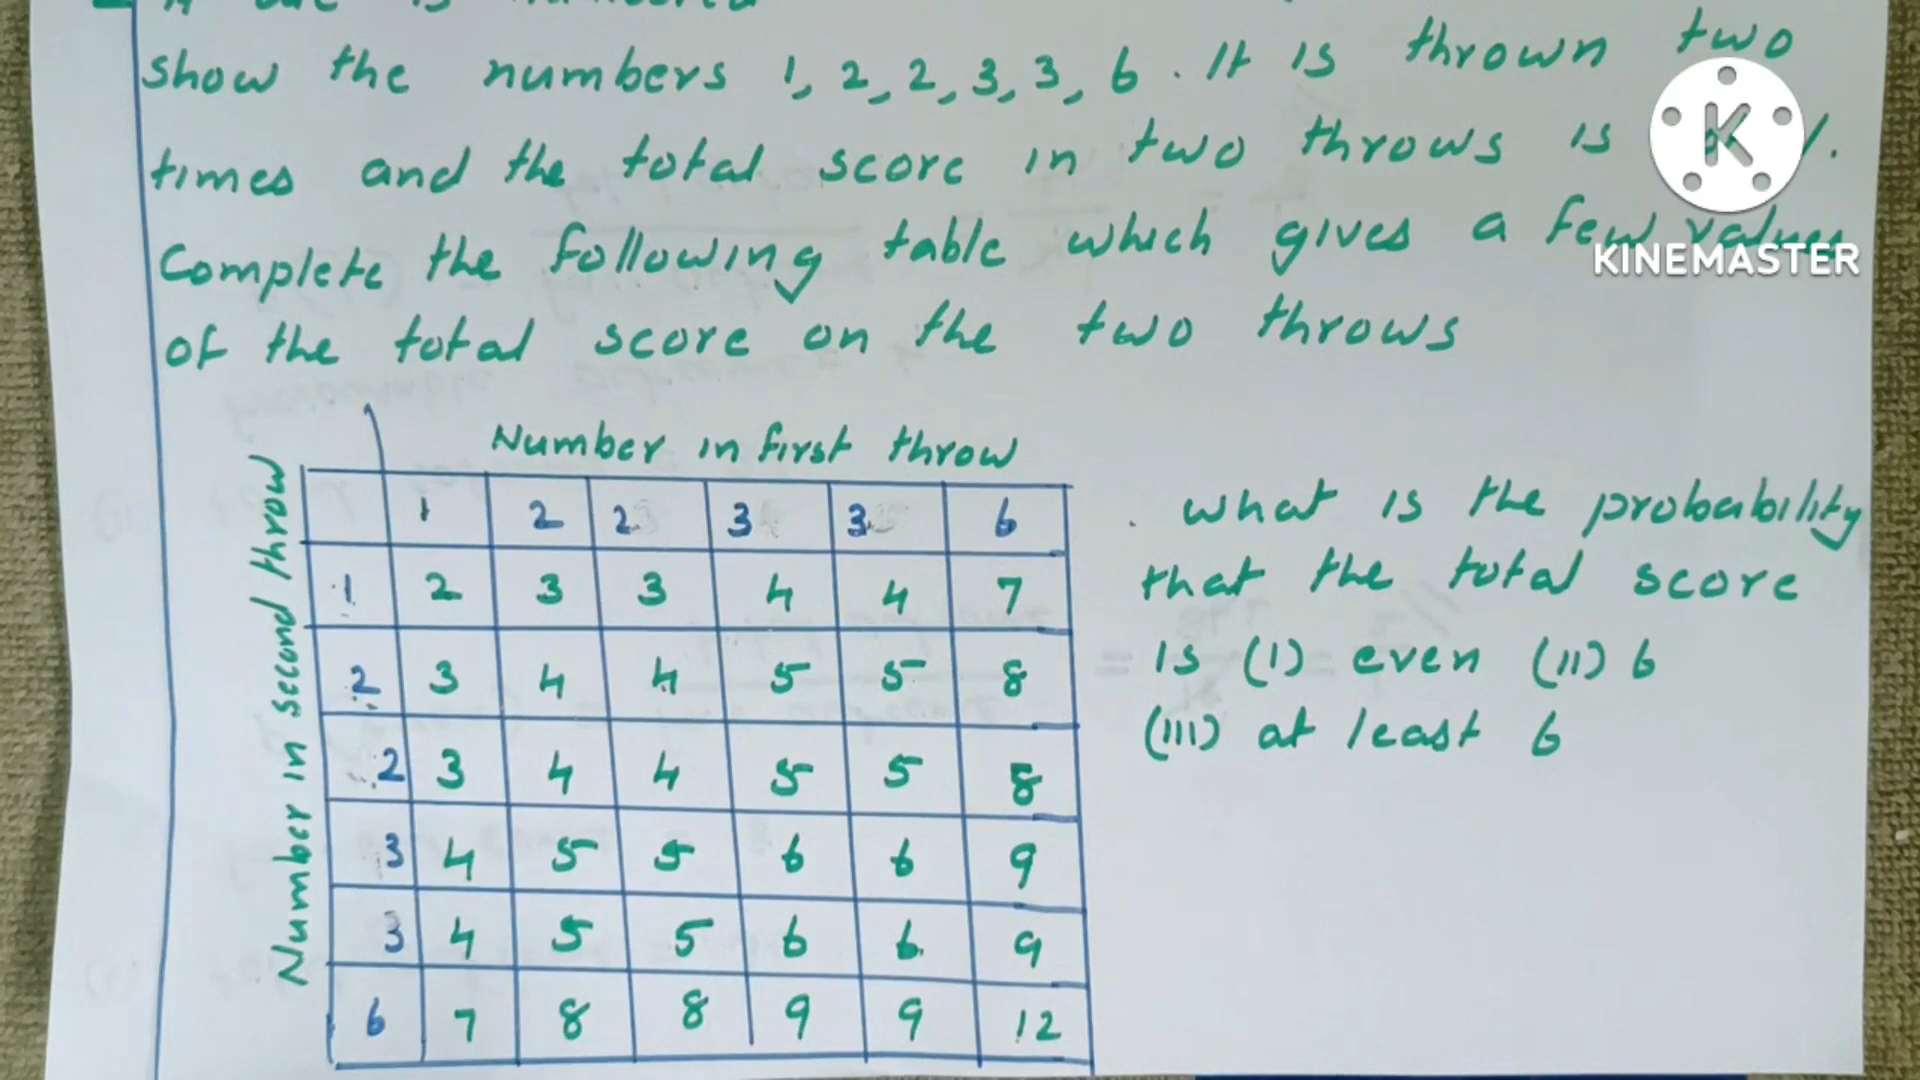 show the numbers 1, 2, 2, 3, 3, 6. It is thrown two
times and the total score in two throws is
Complete the following table which gives a few values
of the total score on the two throws
KINEMASTER
Number in first throw
Number in second throw
1 2 2 3 3 6
1 2 3 3 4 4 7
2 3 4 4 5 5 8
2 3 4 4 5 5 8
3 4 5 5 6 6 9
3 4 5 5 6 6 9
6 7 8 8 9 9 12
what is the probability
that the total score
is (i) even (ii) 6
(iii) at least 6